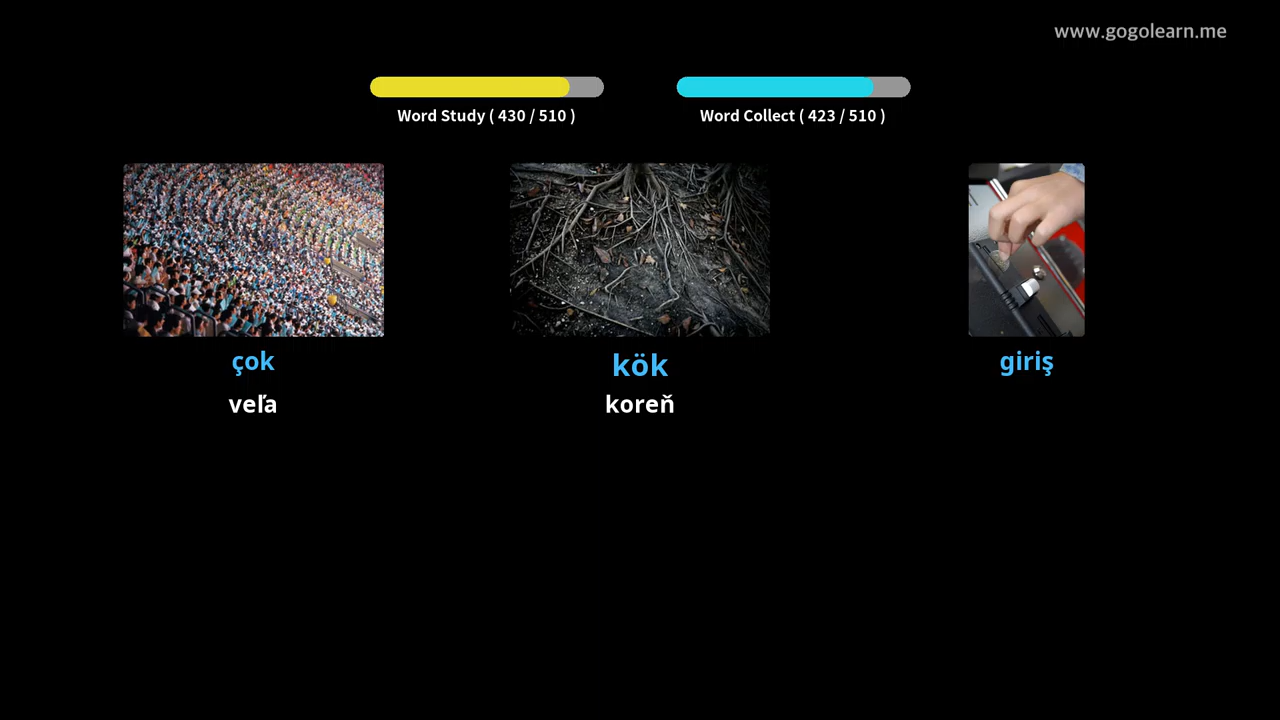 www.gogolearn.me
Word Study ( 430 / 510 )
Word Collect ( 423 / 510 )
çok
kök
giriş
veľa
koreň